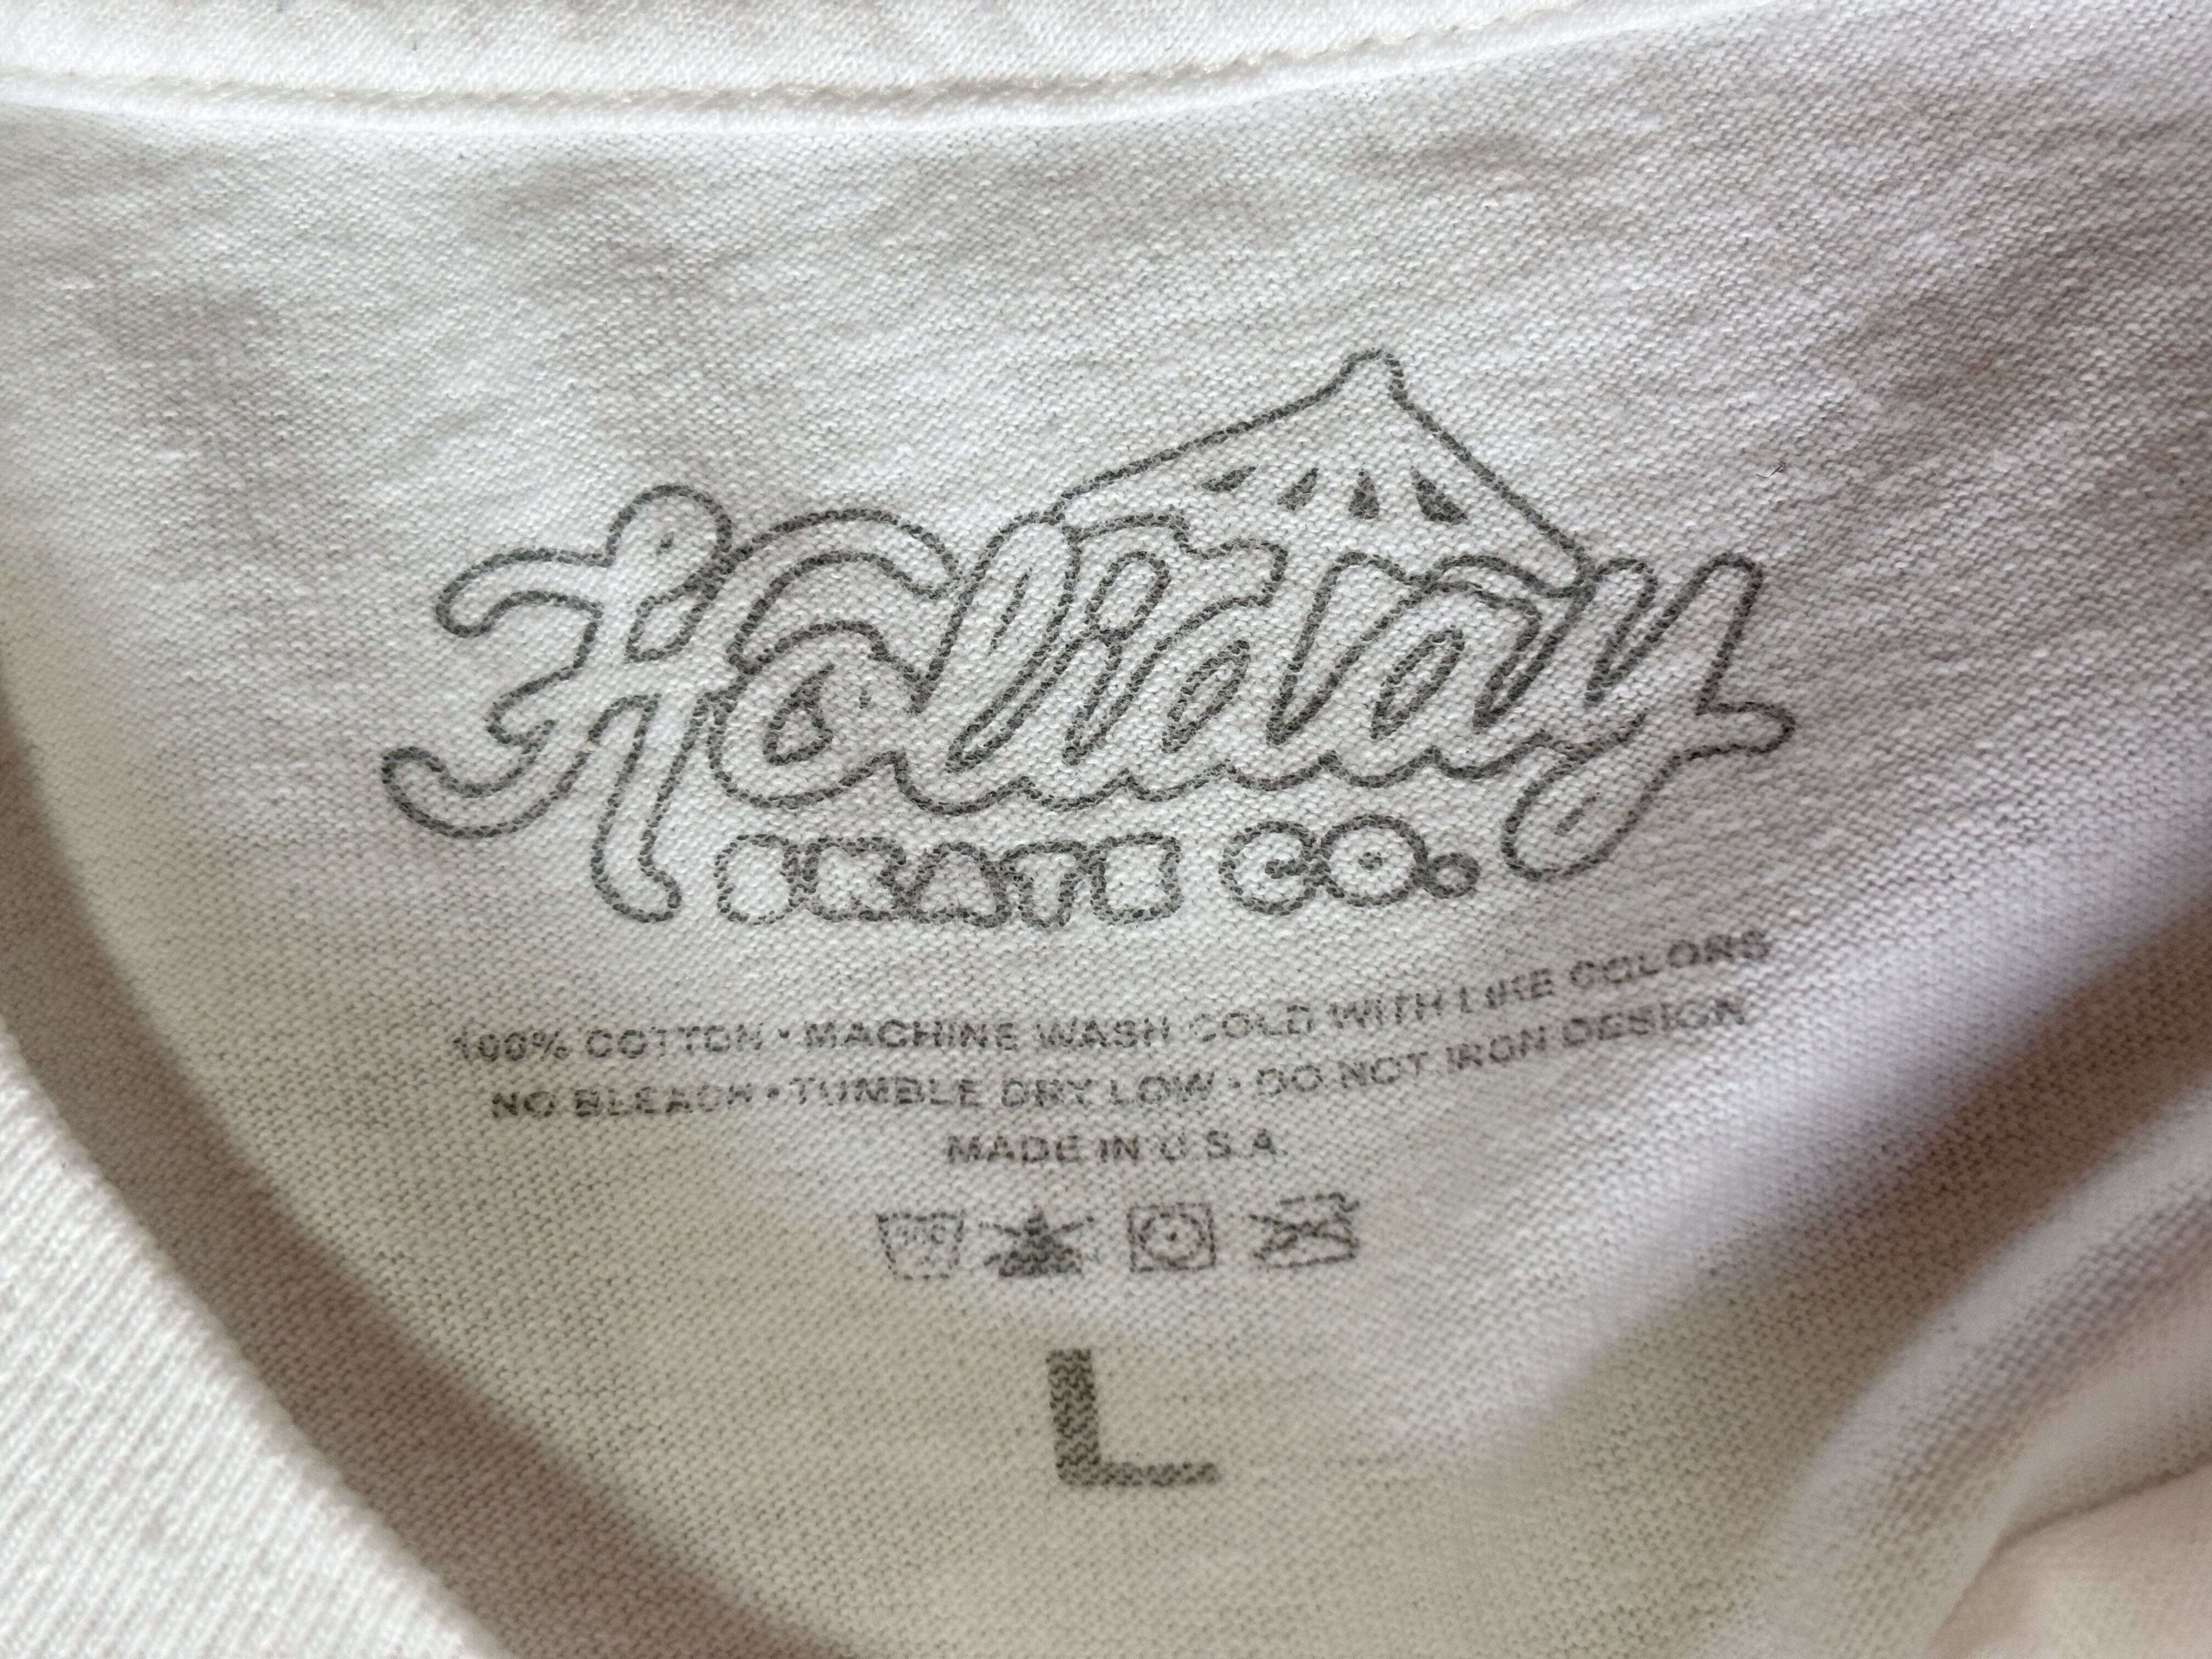 Holiday
SKATE CO.
100% COTTON • MACHINE WASH COLD WITH LIKE COLORS
NO BLEACH • TUMBLE DRY LOW • DO NOT IRON DESIGN
MADE IN U.S.A.
L